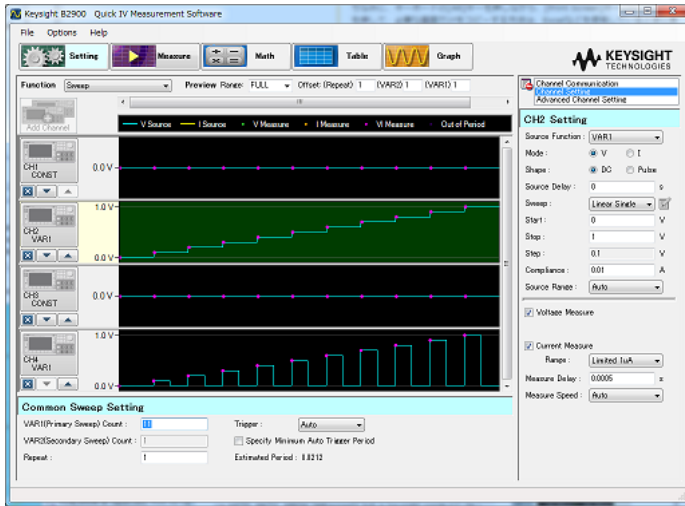 Keysight B2900 Quick IV Measurement Software
File Options Help
Setting Measure Math Table Graph
KEYSIGHT
TECHNOLOGIES
Function Sweep Preview Range: FULL Offset: (Repeat) 1 (VAR2) 1 (VAR1) 1
Add Channel
V Source I Source V Measure I Measure VI Measure Out of Period
CH1
CONST
0.0 V
CH2
VAR1
1.0 V
0.0 V
CH3
CONST
0.0 V
CH4
VAR1
1.0 V
0.0 V
Common Sweep Setting
VAR1(Primary Sweep) Count : 11
Trigger : Auto
VAR2(Secondary Sweep) Count : 1
Specify Minimum Auto Trigger Period
Repeat : 1
Estimated Period :
Channel Communication
Channel Setting
Advanced Channel Setting
CH2 Setting
Source Function : VAR1
Mode : V I
Shape : DC Pulse
Source Delay : 0 s
Sweep : Linear Single
Start : 0 V
Stop : 1 V
Step : 0.1 V
Compliance : 0.01 A
Source Range : Auto
Voltage Measure
Current Measure
Range : Limited 1uA
Measure Delay : 0.0005 s
Measure Speed : Auto